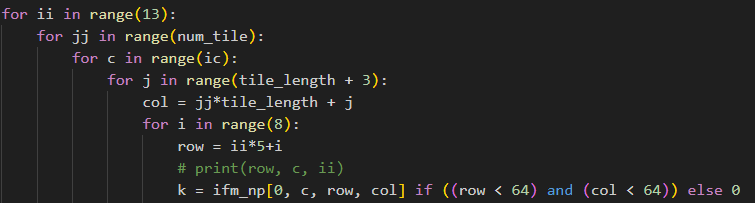 for ii in range(13):
    for jj in range(num_tile):
        for c in range(ic):
            for j in range(tile_length + 3):
                col = jj*tile_length + j
                for i in range(8):
                    row = ii*5+i
                    # print(row, c, ii)
                    k = ifm_np[0, c, row, col] if ((row < 64) and (col < 64)) else 0